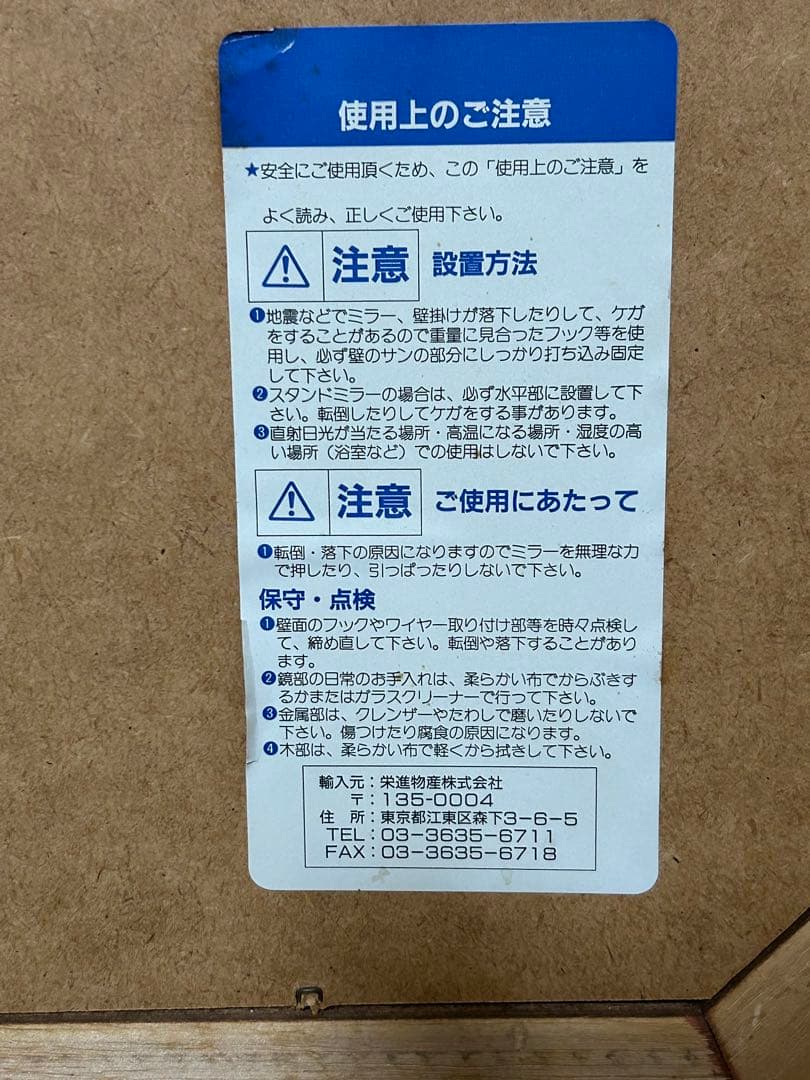 使用上のご注意
★安全にご使用頂くため、この「使用上のご注意」を
よく読み、正しくご使用下さい。
注意 設置方法
❶地震などでミラー、壁掛けが落下したりして、ケガ
をすることがあるので重量に見合ったフック等を使
用し、必ず壁のサンの部分にしっかり打ち込み固定
して下さい。
❷スタンドミラーの場合は、必ず水平部に設置して下
さい。転倒したりしてケガをする事があります。
❸直射日光が当たる場所・高温になる場所・湿度の高
い場所（浴室など）での使用はしないで下さい。
注意 ご使用にあたって
❶転倒・落下の原因になりますのでミラーを無理な力
で押したり、引っぱったりしないで下さい。
保守・点検
❶壁面のフックやワイヤー取り付け部等を時々点検し
て、締め直して下さい。転倒や落下することがあり
ます。
❷鏡部の日常のお手入れは、柔らかい布でからぶきす
るかまたはガラスクリーナーで行って下さい。
❸金属部は、クレンザーやたわしで磨いたりしないで
下さい。傷つけたり腐食の原因になります。
❹木部は、柔らかい布で軽くから拭きして下さい。
輸入元：栄進物産株式会社
〒：135-0004
住 所：東京都江東区森下3-6-5
TEL：03-3635-6711
FAX：03-3635-6718